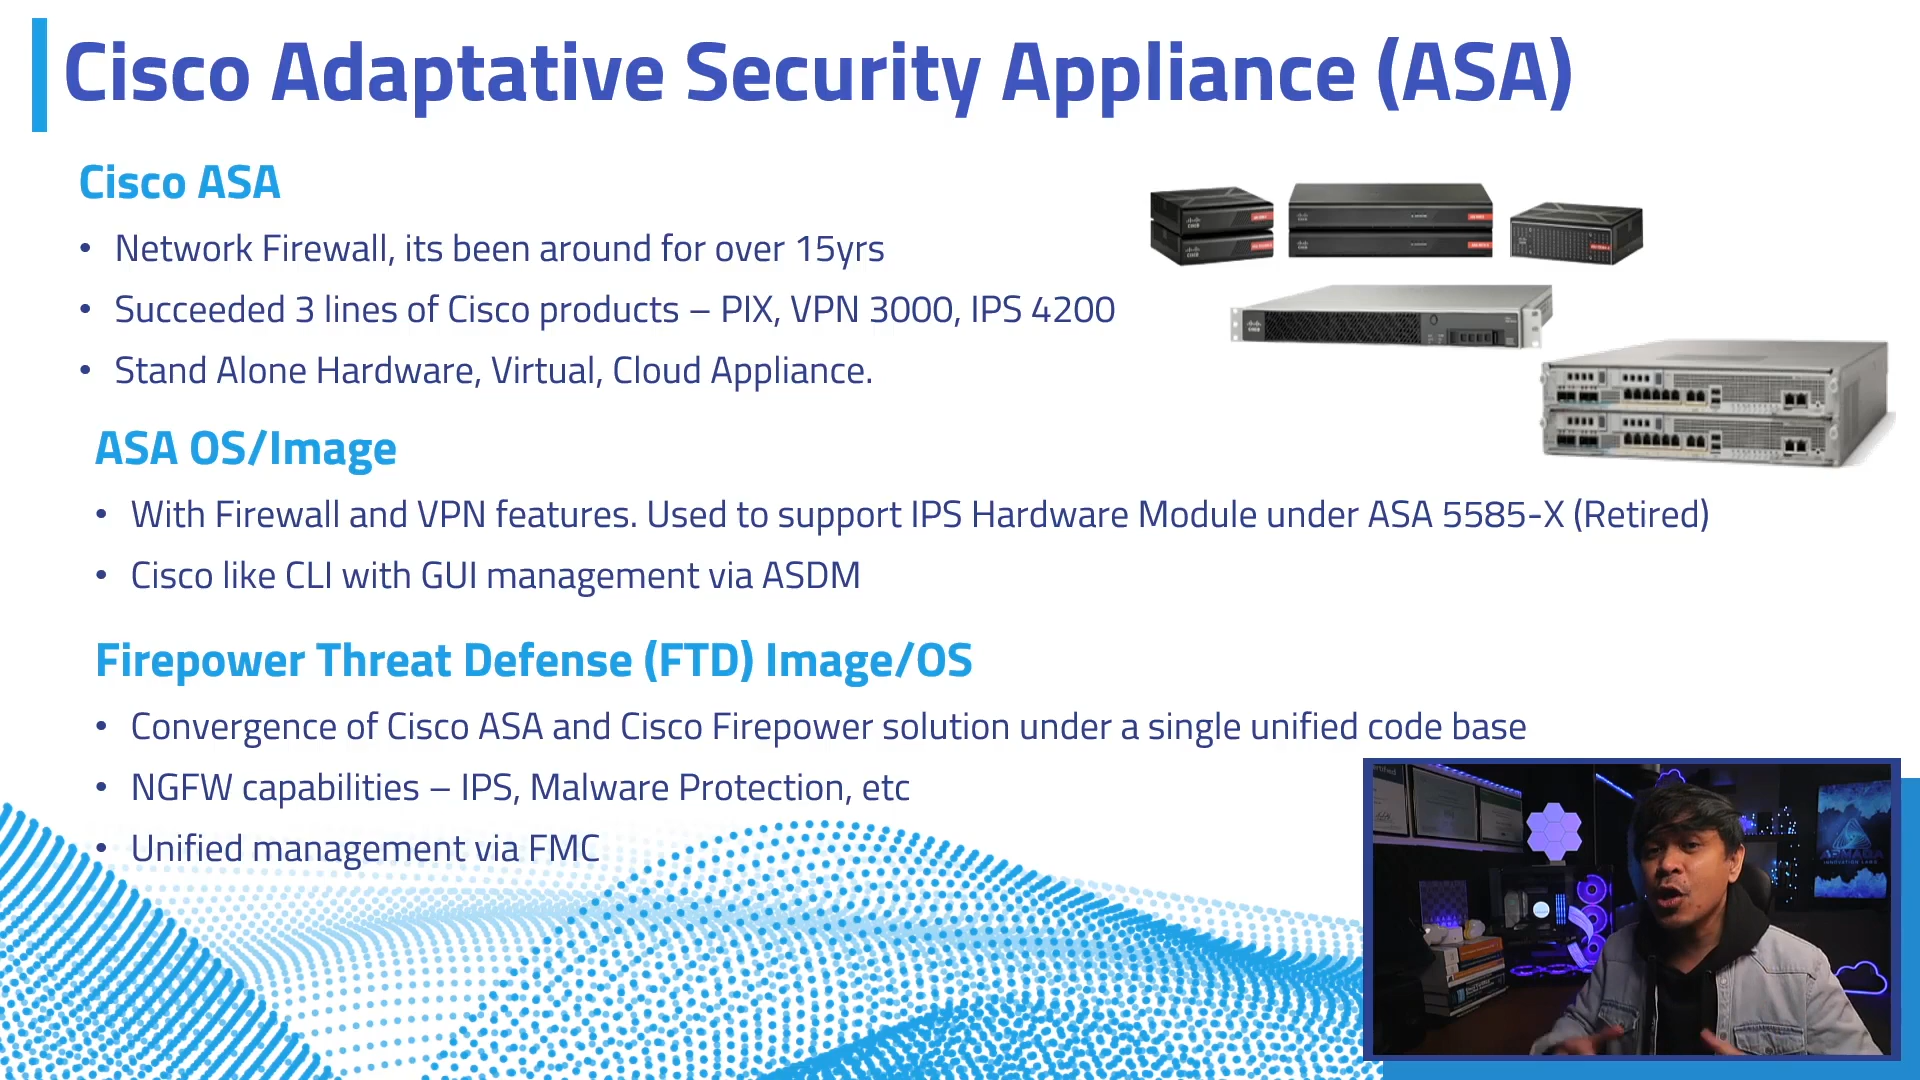 Cisco Adaptative Security Appliance (ASA)
Cisco ASA
• Network Firewall, its been around for over 15yrs
• Succeeded 3 lines of Cisco products – PIX, VPN 3000, IPS 4200
• Stand Alone Hardware, Virtual, Cloud Appliance.
ASA OS/Image
• With Firewall and VPN features. Used to support IPS Hardware Module under ASA 5585-X (Retired)
• Cisco like CLI with GUI management via ASDM
Firepower Threat Defense (FTD) Image/OS
• Convergence of Cisco ASA and Cisco Firepower solution under a single unified code base
• NGFW capabilities – IPS, Malware Protection, etc
• Unified management via FMC
ARMADA
INNOVATION LABS